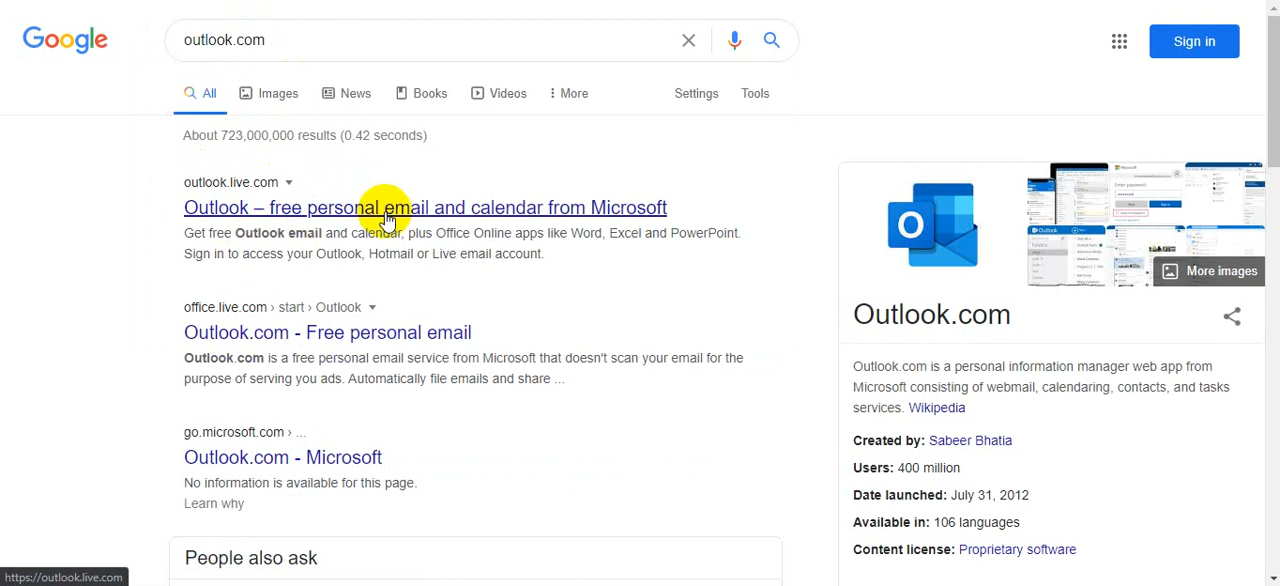 Google
outlook.com
Sign in
All Images News Books Videos More Settings Tools
About 723,000,000 results (0.42 seconds)
outlook.live.com
Outlook – free personal email and calendar from Microsoft
Get free Outlook email and calendar, plus Office Online apps like Word, Excel and PowerPoint.
Sign in to access your Outlook, Hotmail or Live email account.
office.live.com › start › Outlook
Outlook.com - Free personal email
Outlook.com is a free personal email service from Microsoft that doesn't scan your email for the
purpose of serving you ads. Automatically file emails and share ...
go.microsoft.com › ...
Outlook.com - Microsoft
No information is available for this page.
Learn why
People also ask
O
More images
Outlook.com
Outlook.com is a personal information manager web app from
Microsoft consisting of webmail, calendaring, contacts, and tasks
services. Wikipedia
Created by: Sabeer Bhatia
Users: 400 million
Date launched: July 31, 2012
Available in: 106 languages
Content license: Proprietary software
https://outlook.live.com